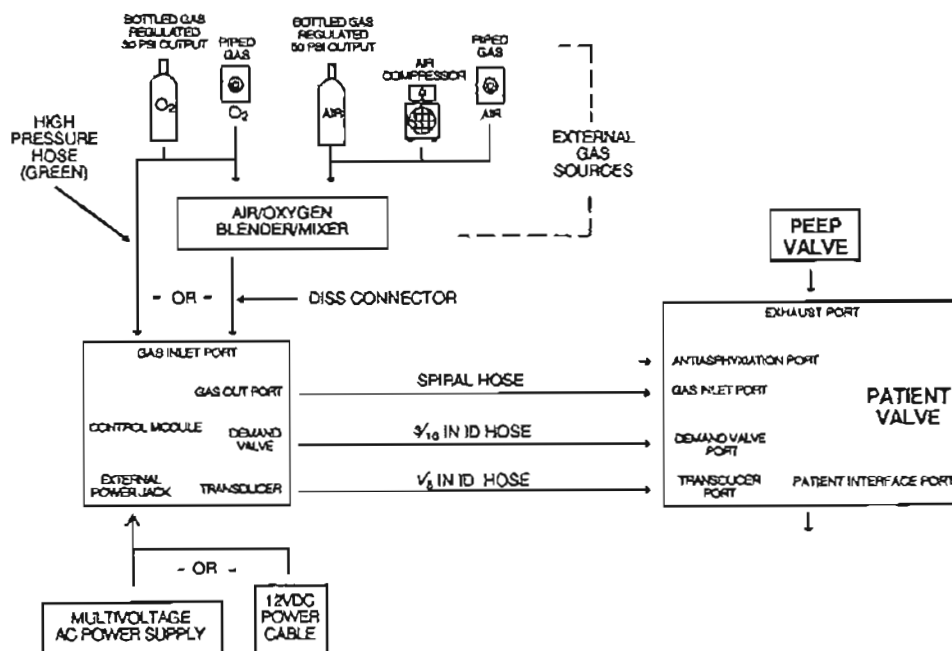 BOTTLED GAS
REGULATED
50 PSI OUTPUT
PIPED
GAS
BOTTLED GAS
REGULATED
50 PSI OUTPUT
AIR
COMPRESSOR
PIPED
GAS
O2
O2
AIR
AIR
HIGH
PRESSURE
HOSE
(GREEN)
EXTERNAL
GAS
SOURCES
AIR/OXYGEN
BLENDER/MIXER
PEEP
VALVE
- OR -
DISS CONNECTOR
EXHAUST PORT
GAS INLET PORT
ANTIASPHYXIATION PORT
GAS OUT PORT
SPIRAL HOSE
GAS INLET PORT
PATIENT
VALVE
CONTROL MODULE
DEMAND
VALVE
3/16 IN ID HOSE
DEMAND VALVE
PORT
EXTERNAL
POWER JACK
TRANSDUCER
1/8 IN ID HOSE
TRANSDUCER
PORT
PATIENT INTERFACE PORT
- OR -
MULTIVOLTAGE
AC POWER SUPPLY
12VDC
POWER
CABLE